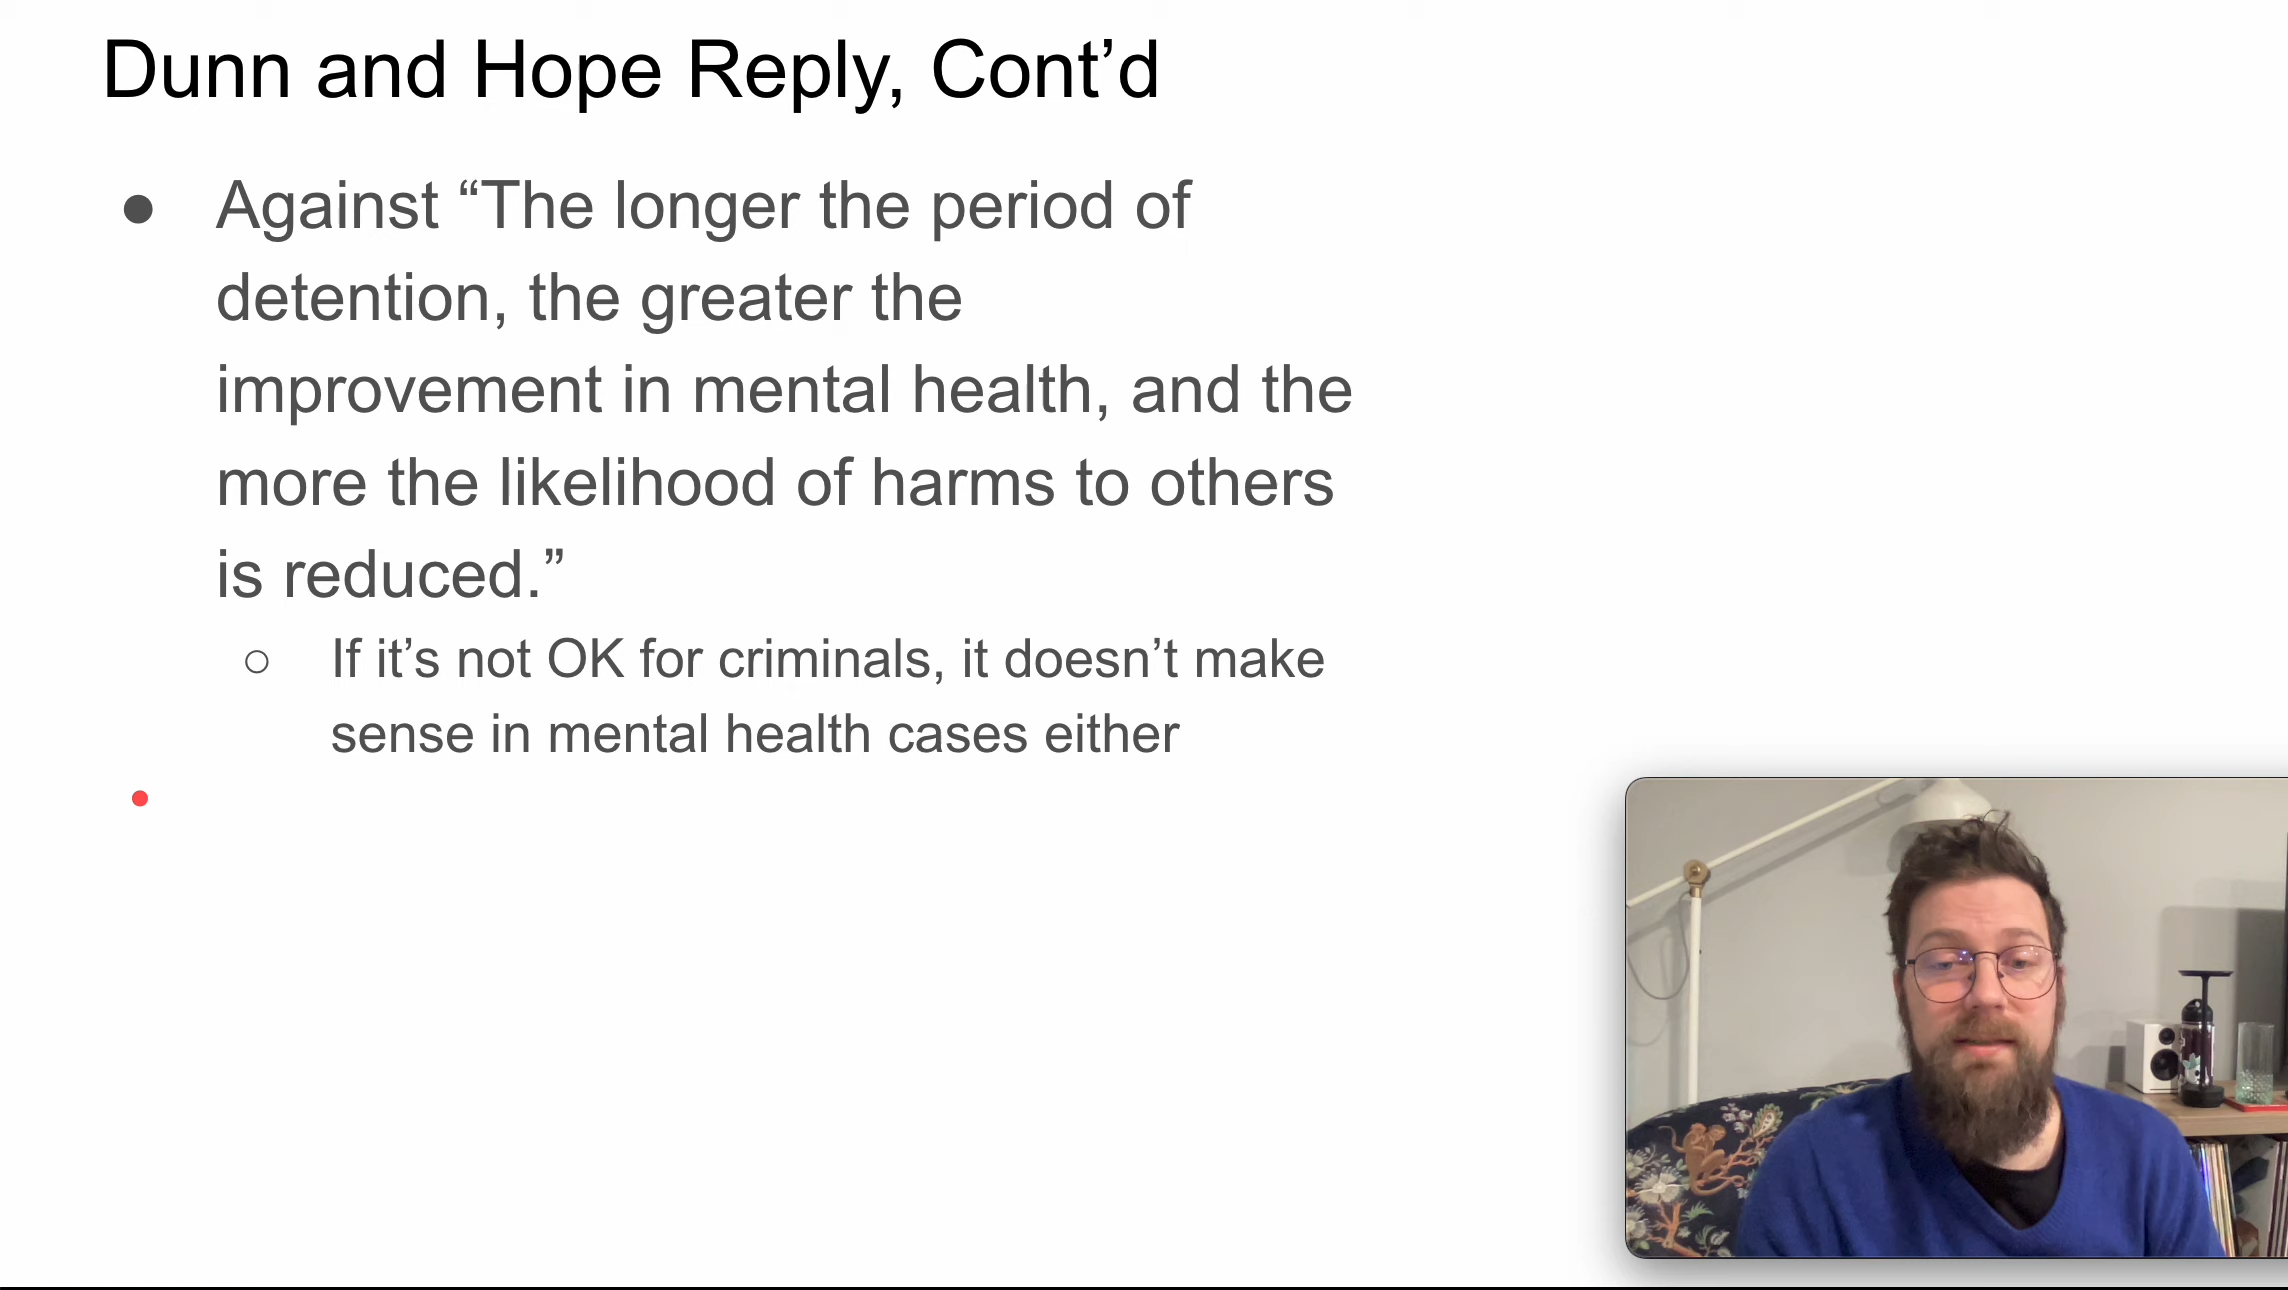 Dunn and Hope Reply, Cont’d
● Against “The longer the period of
detention, the greater the
improvement in mental health, and the
more the likelihood of harms to others
is reduced.”
○ If it’s not OK for criminals, it doesn’t make
sense in mental health cases either